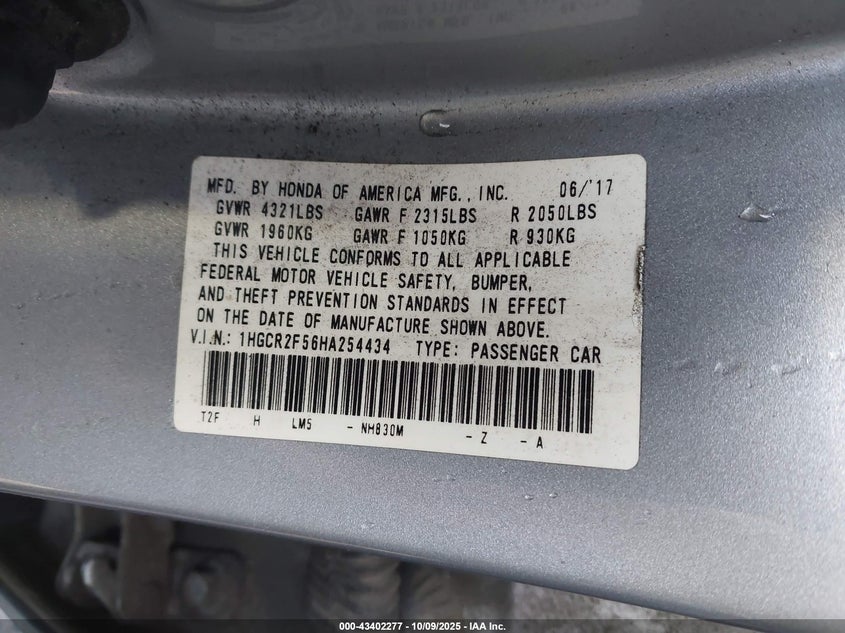 MFD. BY HONDA OF AMERICA MFG., INC. 06/'17
GVWR 4321LBS GAWR F 2315LBS R 2050LBS
GVWR 1960KG GAWR F 1050KG R 930KG
THIS VEHICLE CONFORMS TO ALL APPLICABLE
FEDERAL MOTOR VEHICLE SAFETY, BUMPER,
AND THEFT PREVENTION STANDARDS IN EFFECT
ON THE DATE OF MANUFACTURE SHOWN ABOVE.
V.I.N.: 1HGCR2F56HA254434 TYPE: PASSENGER CAR
T2F H LM5 - NH830M - Z - A
000-43402277 - 10/09/2025 - IAA Inc.